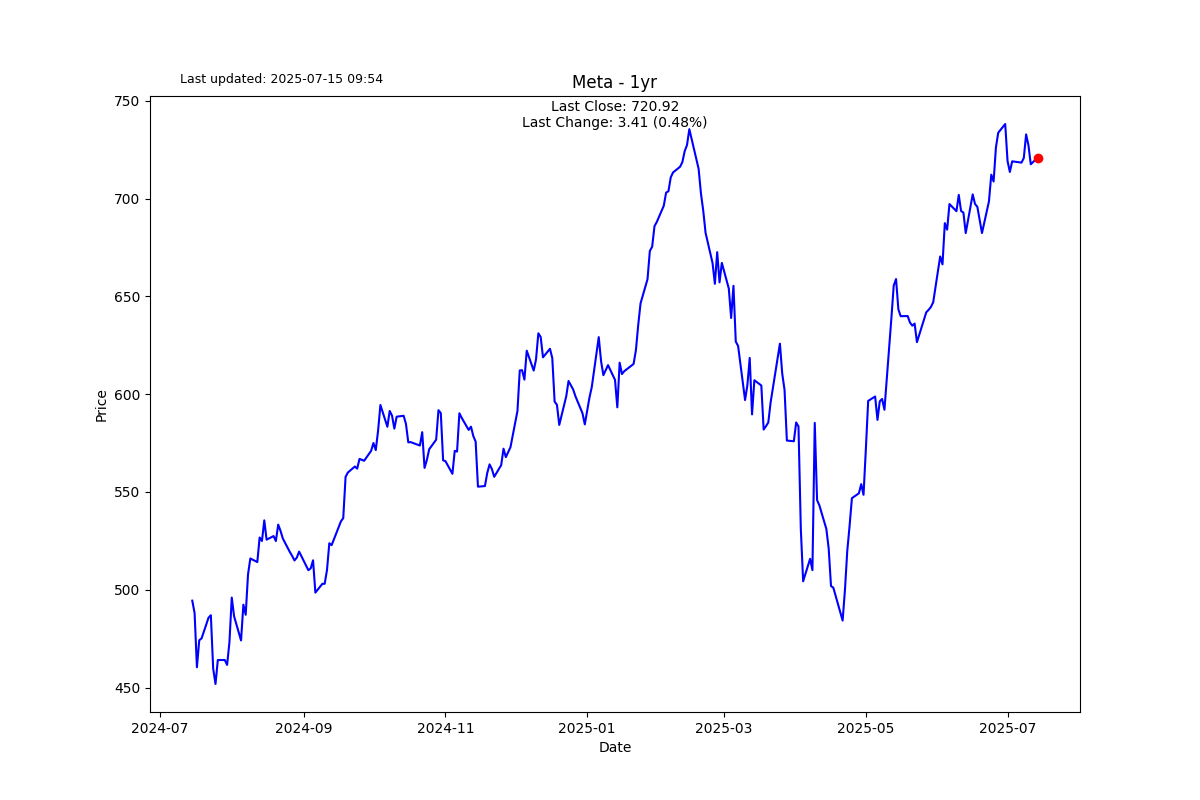 Last updated: 2025-07-15 09:54
Meta - 1yr
Last Close: 720.92
Last Change: 3.41 (0.48%)
750
700
650
600
550
500
450
Price
2024-07
2024-09
2024-11
2025-01
2025-03
2025-05
2025-07
Date